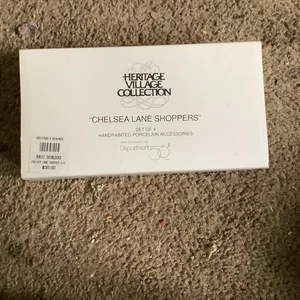 HERITAGE
VILLAGE
COLLECTION
"CHELSEA LANE SHOPPERS"
SET OF 4
HANDPAINTED PORCELAIN ACCESSORIES
Department 56
$30.00